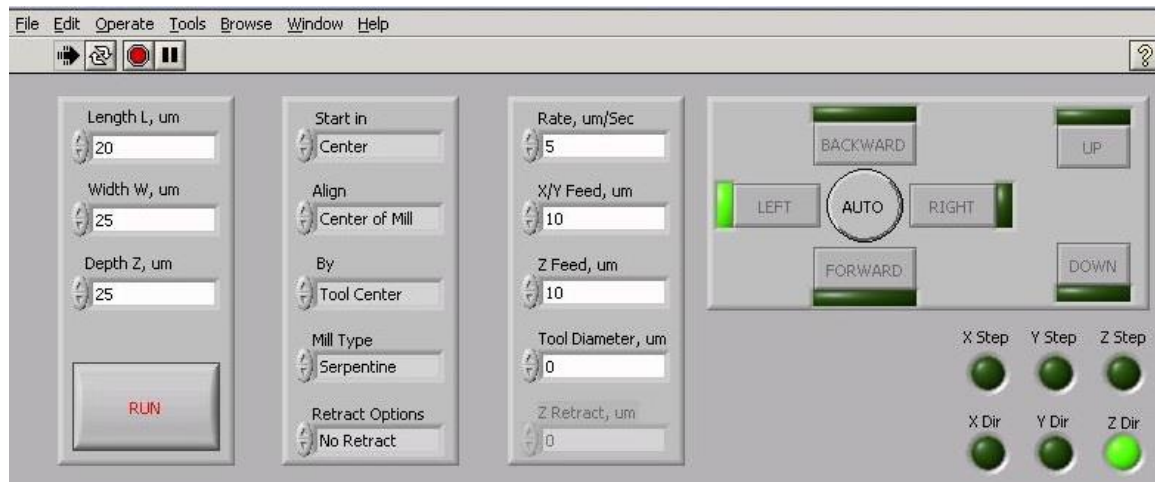 File Edit Operate Tools Browse Window Help
?
Length L, um
20
Width W, um
25
Depth Z, um
25
RUN
Start in
Center
Align
Center of Mill
By
Tool Center
Mill Type
Serpentine
Retract Options
No Retract
Rate, um/Sec
5
X/Y Feed, um
10
Z Feed, um
10
Tool Diameter, um
0
Z Retract, um
0
BACKWARD
UP
LEFT
AUTO
RIGHT
FORWARD
DOWN
X Step Y Step Z Step
X Dir Y Dir Z Dir